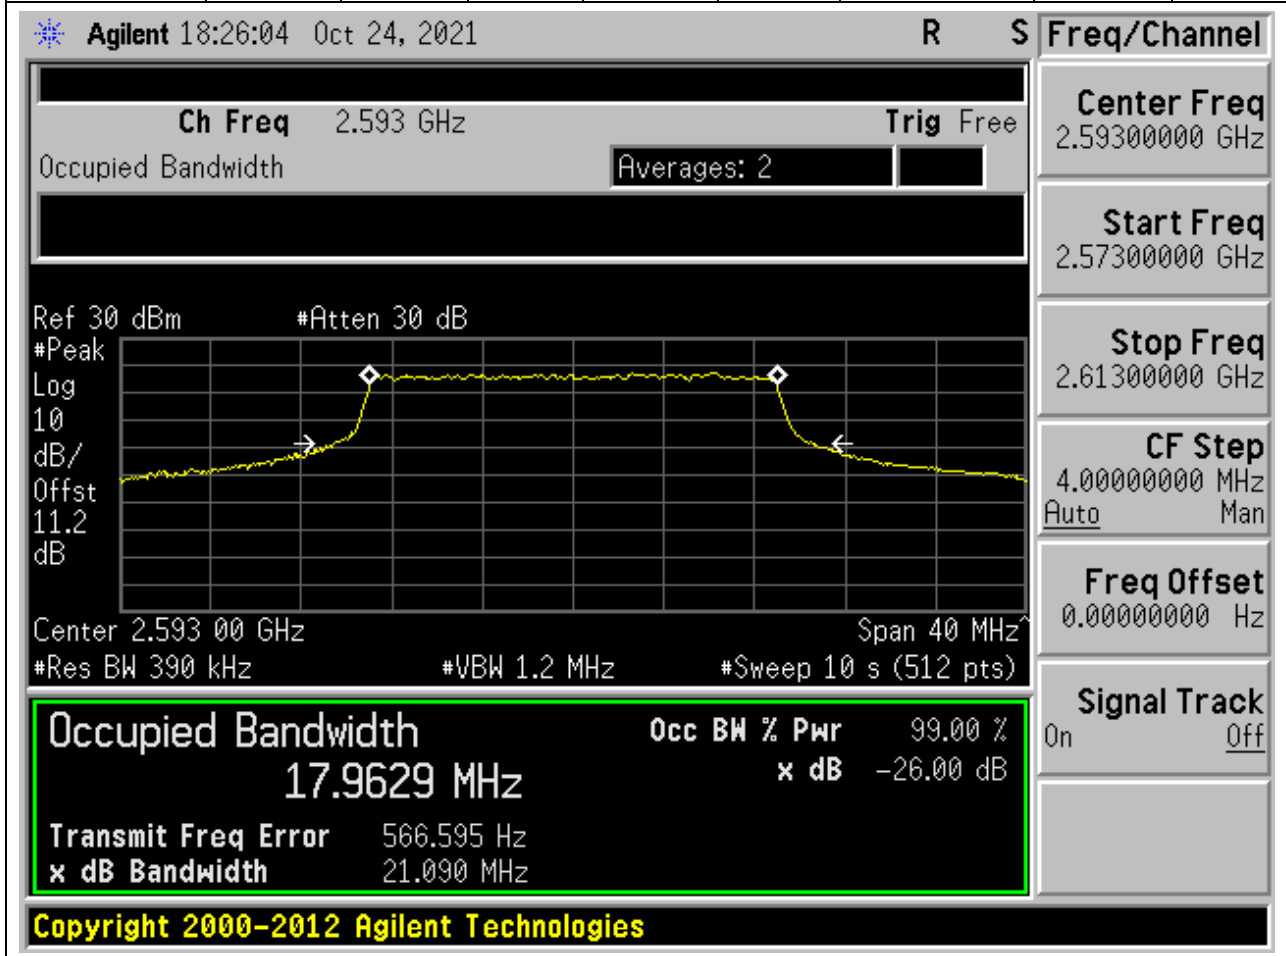 Agilent 18:26:04 Oct 24, 2021 R S Freq/Channel
Ch Freq 2.593 GHz Trig Free
Occupied Bandwidth Averages: 2
Ref 30 dBm #Atten 30 dB
#Peak
Log
10
dB/
Offst
11.2
dB
Center 2.593 00 GHz Span 40 MHz^
#Res BW 390 kHz #VBW 1.2 MHz #Sweep 10 s (512 pts)
Occupied Bandwidth Occ BW % Pwr 99.00 %
17.9629 MHz x dB -26.00 dB
Transmit Freq Error 566.595 Hz
x dB Bandwidth 21.090 MHz
Copyright 2000-2012 Agilent Technologies
Center Freq
2.59300000 GHz
Start Freq
2.57300000 GHz
Stop Freq
2.61300000 GHz
CF Step
4.00000000 MHz
Auto Man
Freq Offset
0.00000000 Hz
Signal Track
On Off